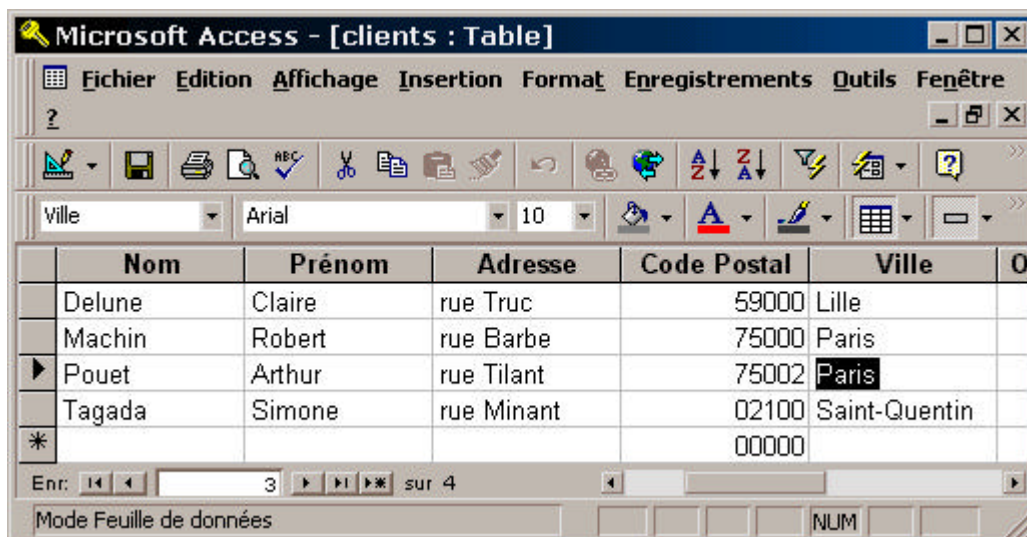 Microsoft Access - [clients : Table]
Fichier Edition Affichage Insertion Format Enregistrements Outils Fenêtre
?
ABC
A Z Z A
?
Ville Arial 10 A
Nom Prénom Adresse Code Postal Ville
Delune Claire rue Truc 59000 Lille
Machin Robert rue Barbe 75000 Paris
Pouet Arthur rue Tilant 75002 Paris
Tagada Simone rue Minant 02100 Saint-Quentin
00000
Enr: 3 sur 4
Mode Feuille de données NUM